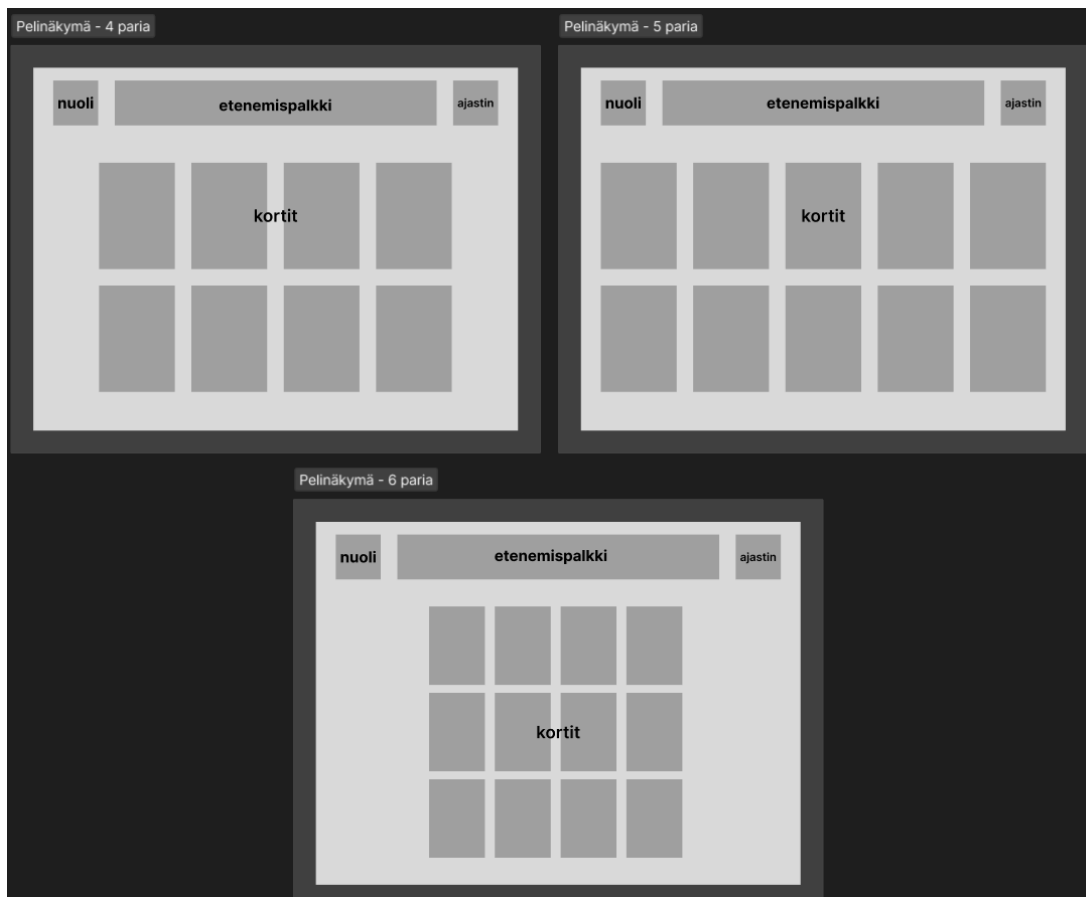 Pelinäkymä - 4 paria
nuoli
etenemispalkki
ajastin
kortit
Pelinäkymä - 5 paria
nuoli
etenemispalkki
ajastin
kortit
Pelinäkymä - 6 paria
nuoli
etenemispalkki
ajastin
kortit